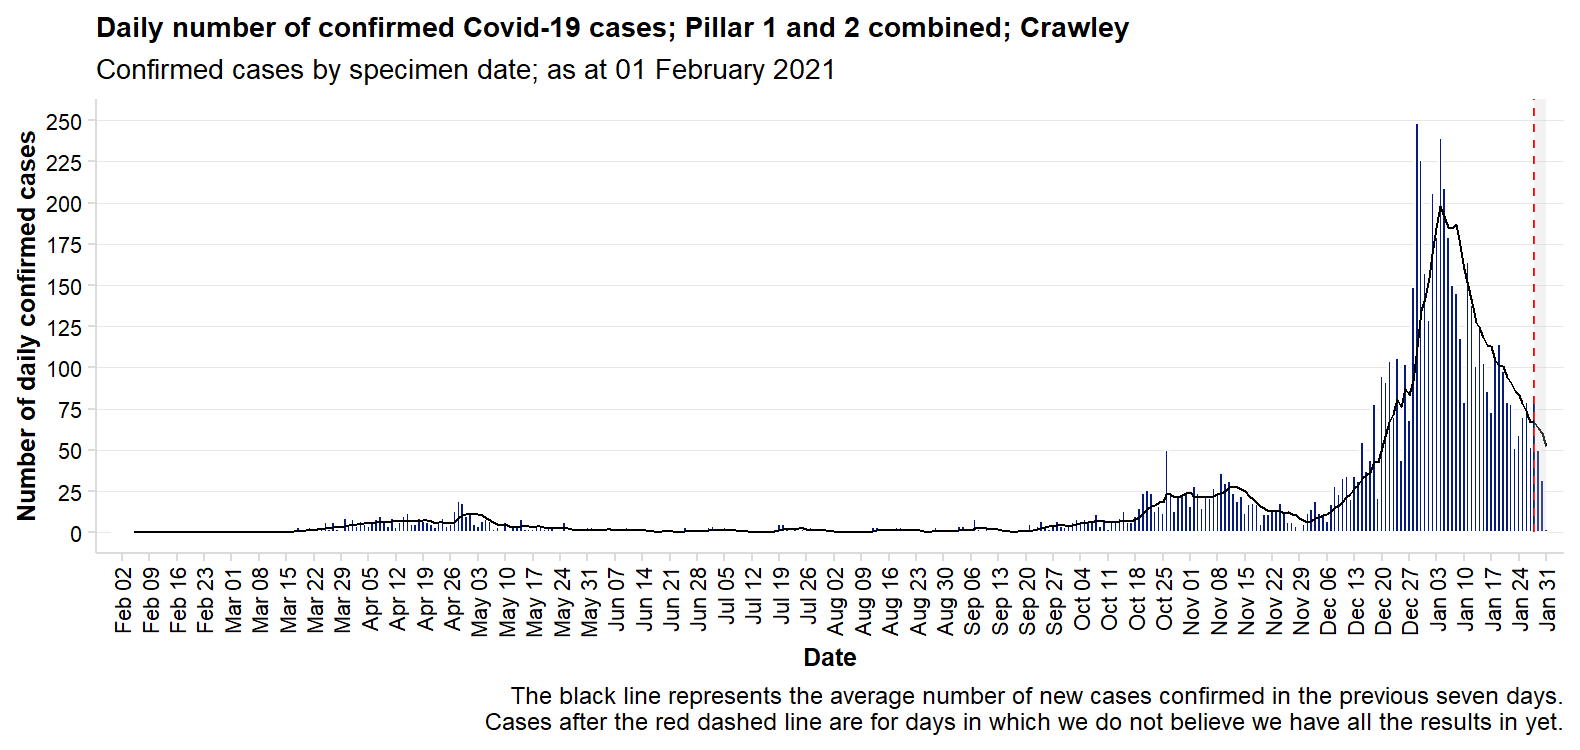 Daily number of confirmed Covid-19 cases; Pillar 1 and 2 combined; Crawley
Confirmed cases by specimen date; as at 01 February 2021
Number of daily confirmed cases
250
225
200
175
150
125
100
75
50
25
0
Feb 02
Feb 09
Feb 16
Feb 23
Mar 01
Mar 08
Mar 15
Mar 22
Mar 29
Apr 05
Apr 12
Apr 19
Apr 26
May 03
May 10
May 17
May 24
May 31
Jun 07
Jun 14
Jun 21
Jun 28
Jul 05
Jul 12
Jul 19
Jul 26
Aug 02
Aug 09
Aug 16
Aug 23
Aug 30
Sep 06
Sep 13
Sep 20
Sep 27
Oct 04
Oct 11
Oct 18
Oct 25
Nov 01
Nov 08
Nov 15
Nov 22
Nov 29
Dec 06
Dec 13
Dec 20
Dec 27
Jan 03
Jan 10
Jan 17
Jan 24
Jan 31
Date
The black line represents the average number of new cases confirmed in the previous seven days.
Cases after the red dashed line are for days in which we do not believe we have all the results in yet.